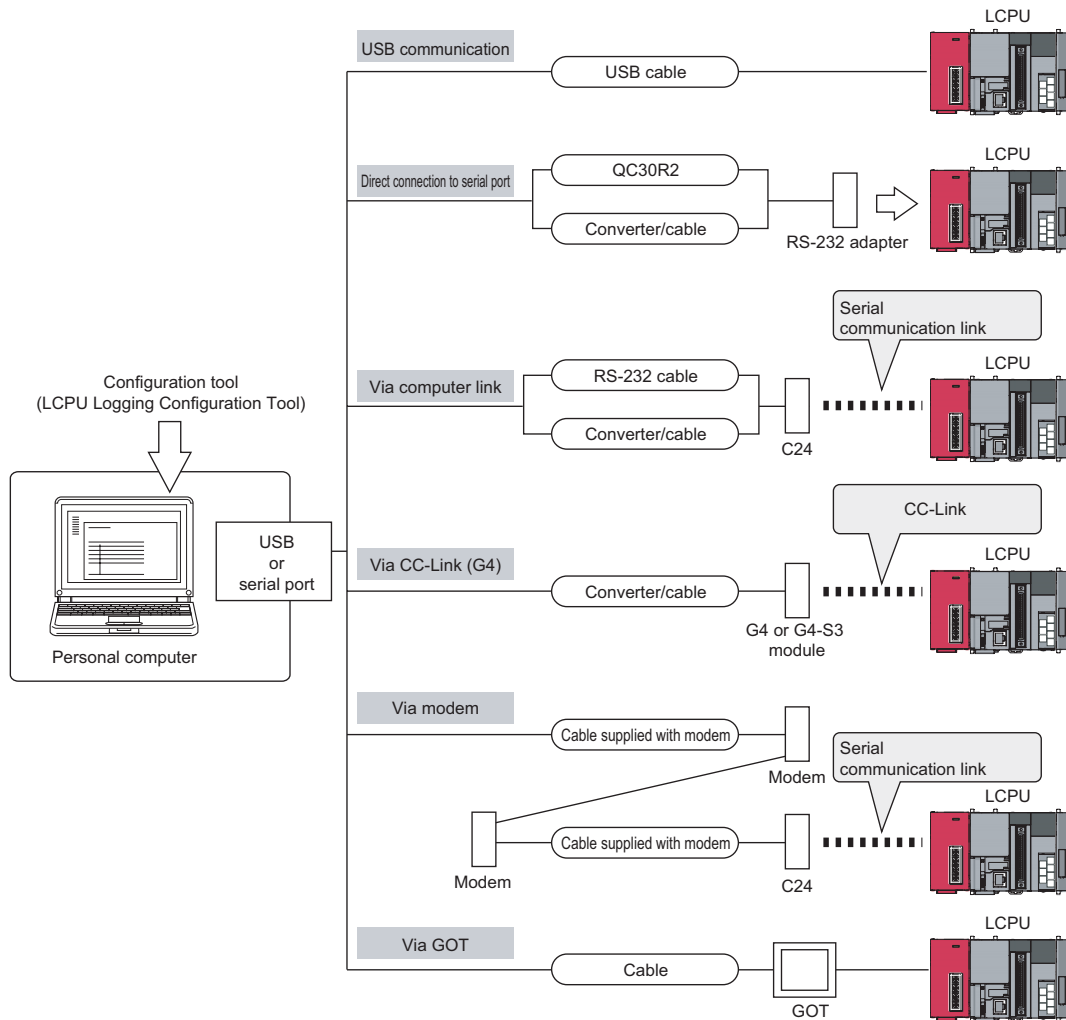 LCPU
USB communication
USB cable
LCPU
Direct connection to serial port
QC30R2
Converter/cable
RS-232 adapter
Serial
communication link
LCPU
Via computer link
RS-232 cable
Converter/cable
C24
Configuration tool
(LCPU Logging Configuration Tool)
USB
or
serial port
Personal computer
CC-Link
LCPU
Via CC-Link (G4)
Converter/cable
G4 or G4-S3
module
Via modem
Cable supplied with modem
Modem
Serial
communication link
LCPU
Modem
Cable supplied with modem
C24
LCPU
Via GOT
Cable
GOT